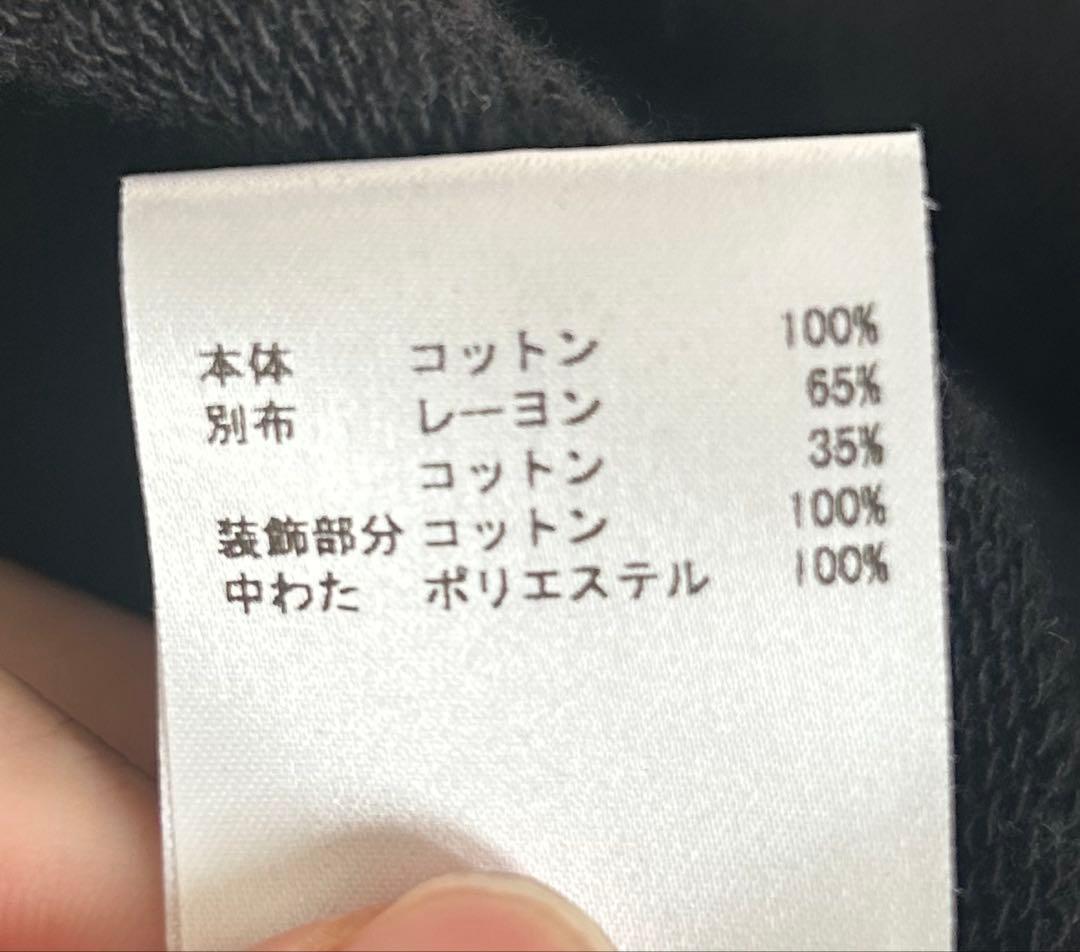 本体 コットン 100%
別布 レーヨン 65%
コットン 35%
装飾部分 コットン 100%
中わた ポリエステル 100%